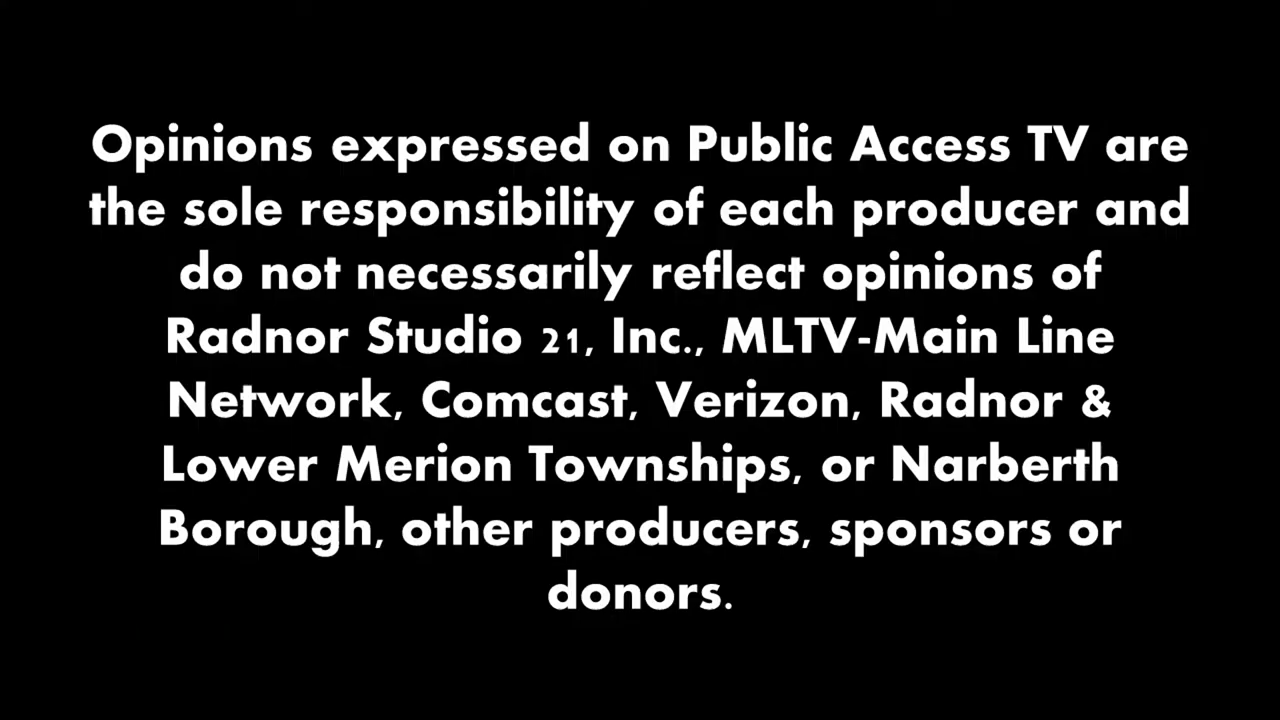 Opinions expressed on Public Access TV are
the sole responsibility of each producer and
do not necessarily reflect opinions of
Radnor Studio 21, Inc., MLTV-Main Line
Network, Comcast, Verizon, Radnor &
Lower Merion Townships, or Narberth
Borough, other producers, sponsors or
donors.